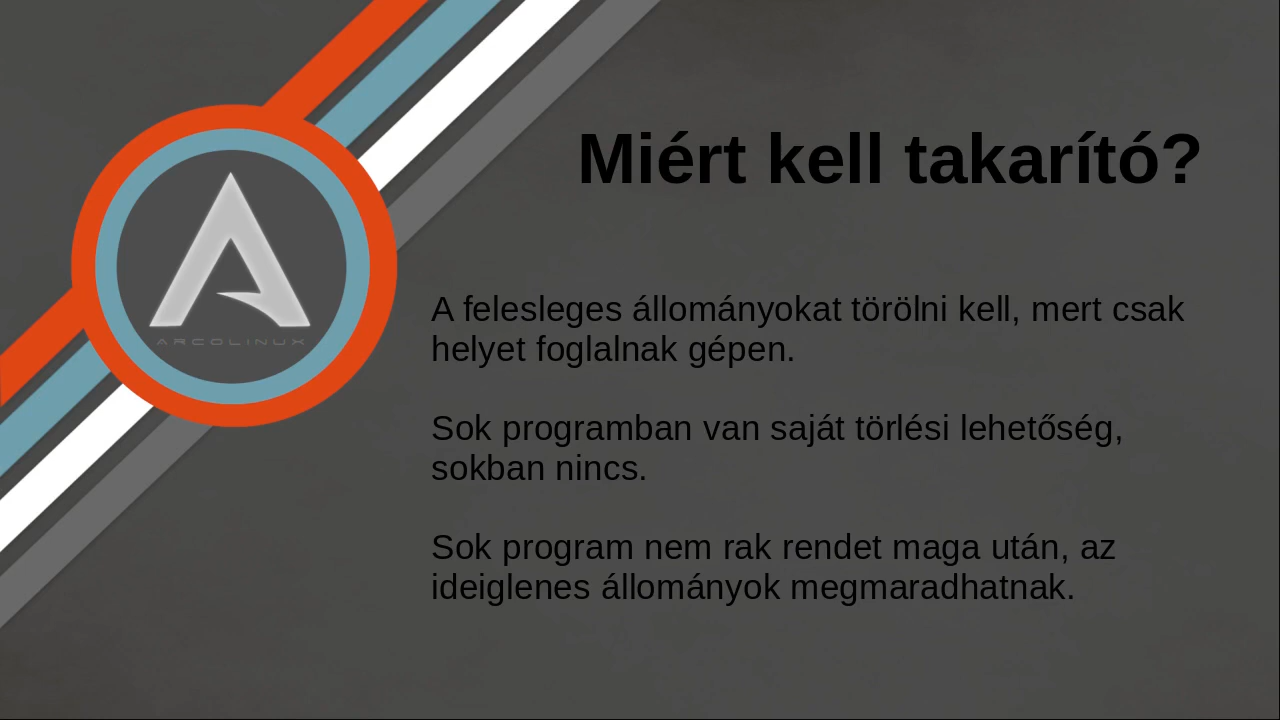 Miért kell takarító?
ARCOLINUX
A felesleges állományokat törölni kell, mert csak
helyet foglalnak gépen.
Sok programban van saját törlési lehetőség,
sokban nincs.
Sok program nem rak rendet maga után, az
ideiglenes állományok megmaradhatnak.